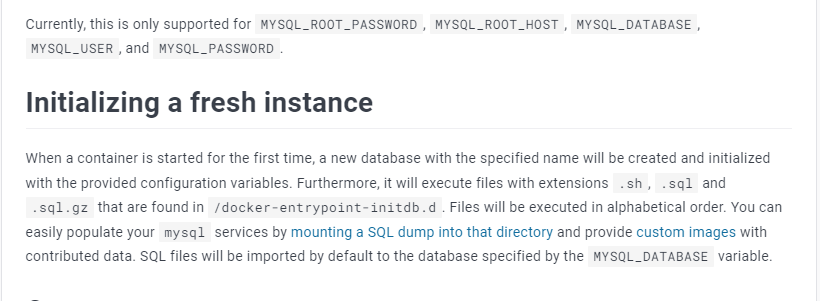 Currently, this is only supported for MYSQL_ROOT_PASSWORD, MYSQL_ROOT_HOST, MYSQL_DATABASE,
MYSQL_USER, and MYSQL_PASSWORD.
Initializing a fresh instance
When a container is started for the first time, a new database with the specified name will be created and initialized
with the provided configuration variables. Furthermore, it will execute files with extensions .sh, .sql and
.sql.gz that are found in /docker-entrypoint-initdb.d. Files will be executed in alphabetical order. You can
easily populate your mysql services by mounting a SQL dump into that directory and provide custom images with
contributed data. SQL files will be imported by default to the database specified by the MYSQL_DATABASE variable.